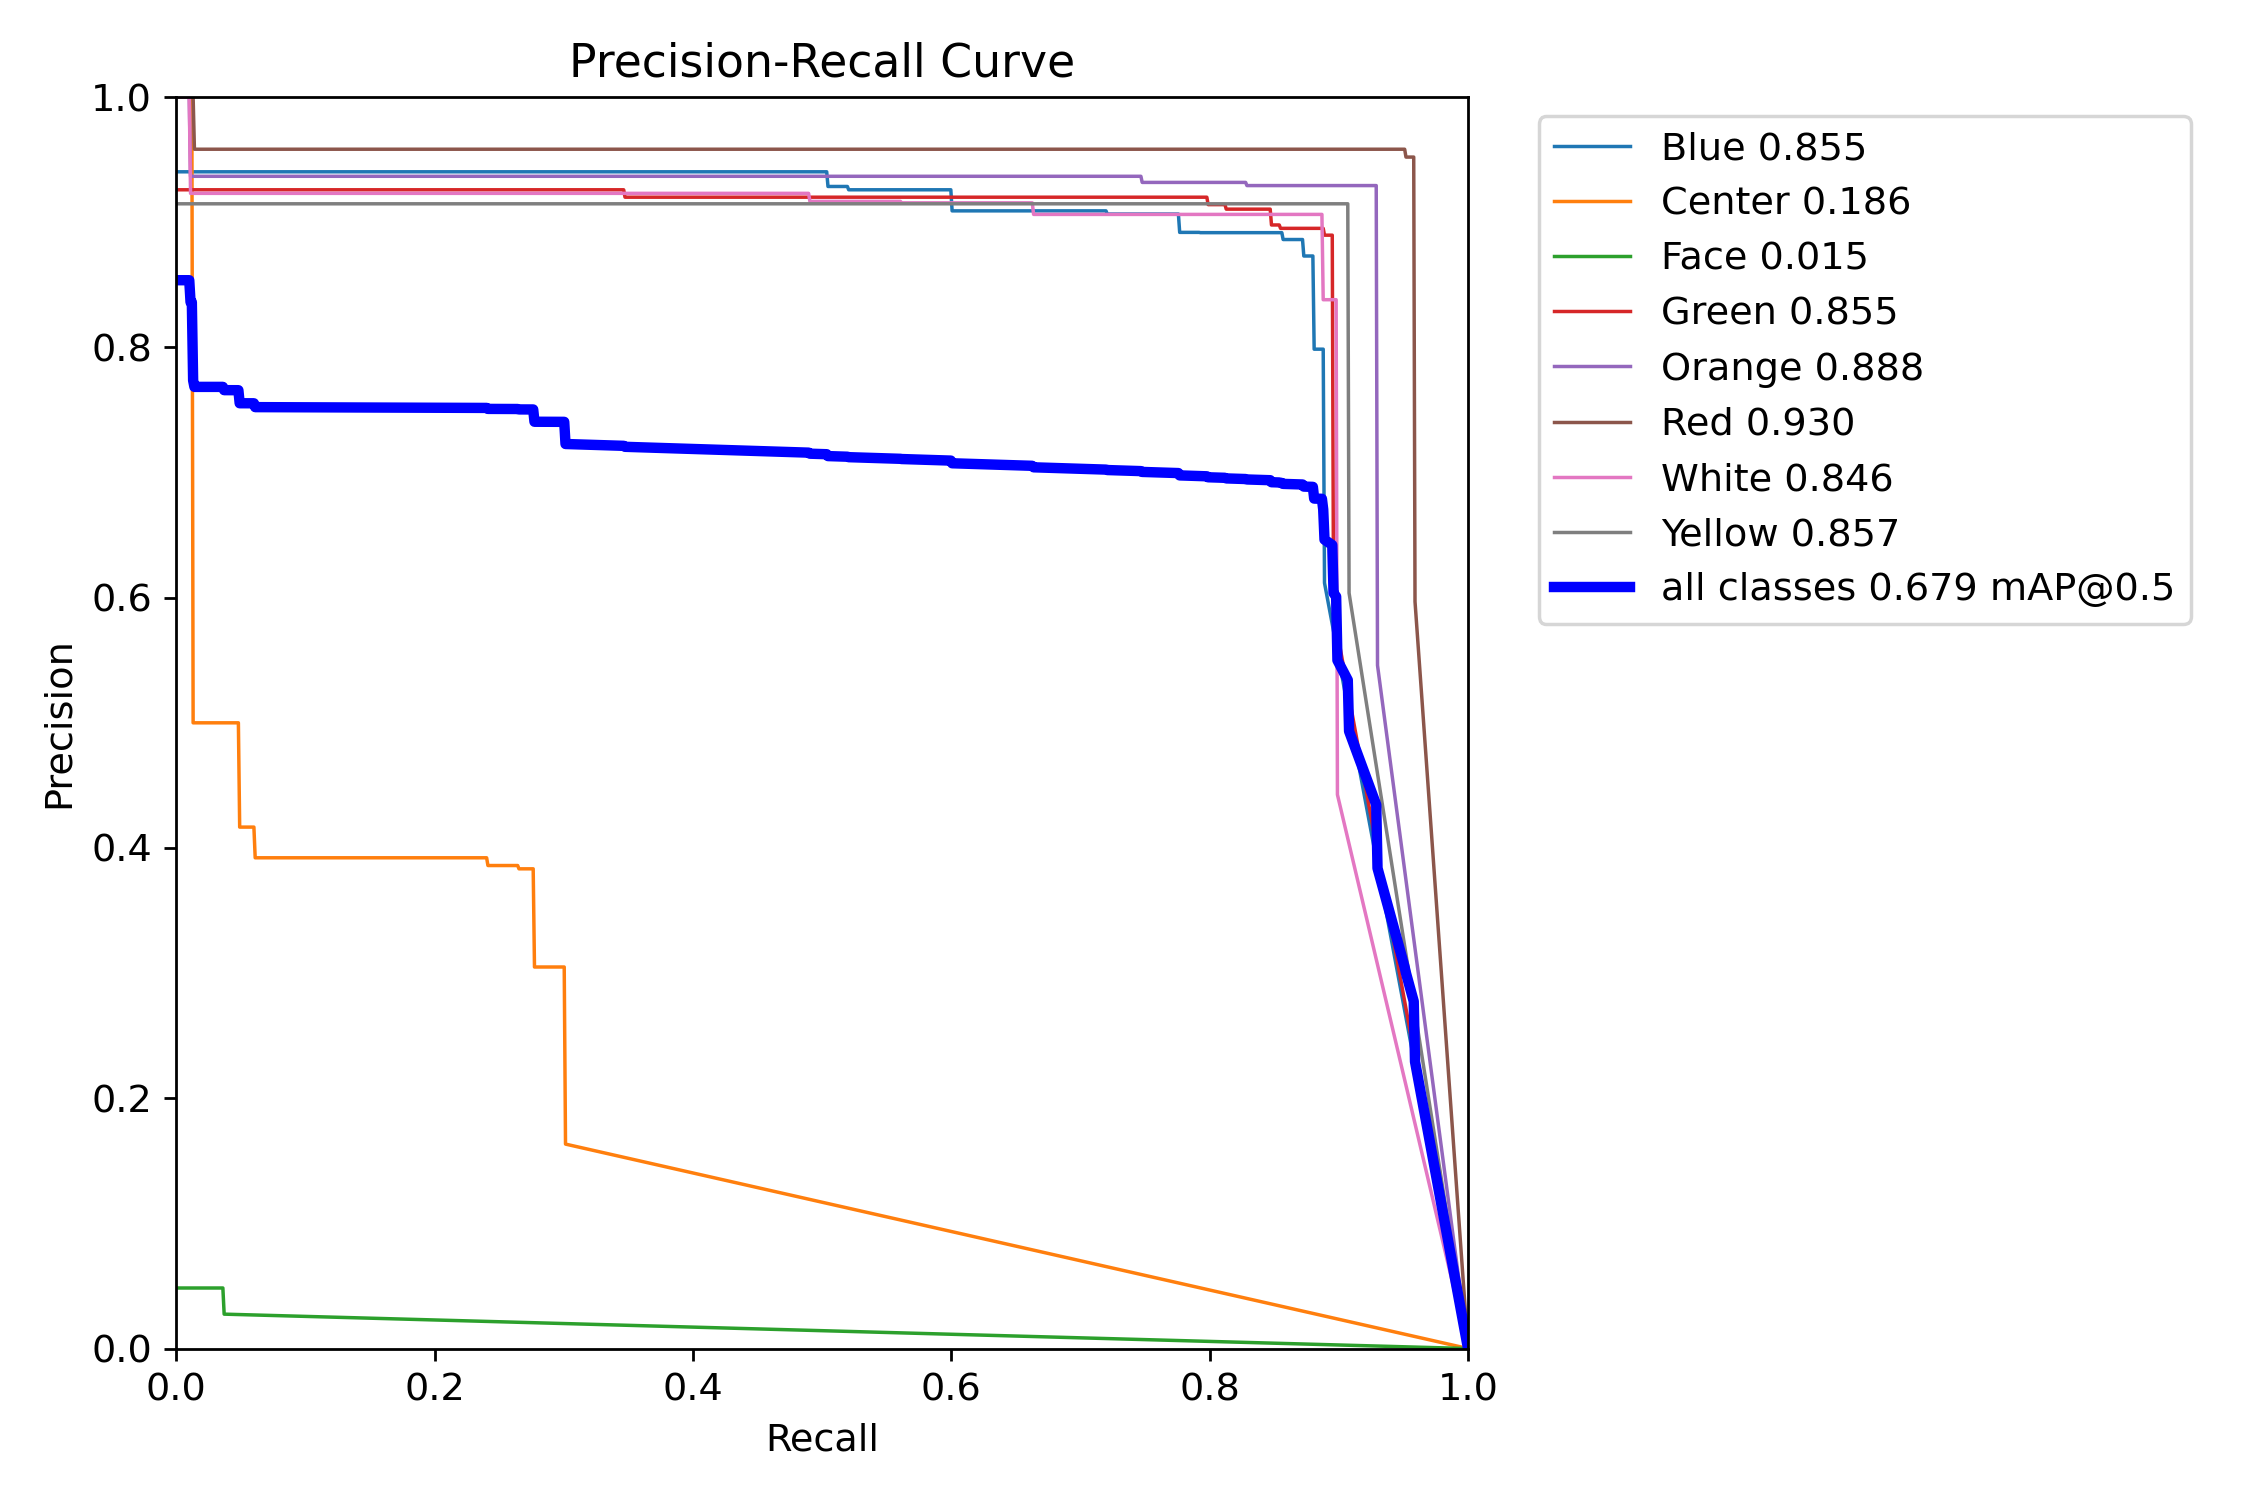 Precision-Recall Curve
1.0
0.8
0.6
0.4
0.2
0.0
Precision
0.0 0.2 0.4 0.6 0.8 1.0
Recall
Blue 0.855
Center 0.186
Face 0.015
Green 0.855
Orange 0.888
Red 0.930
White 0.846
Yellow 0.857
all classes 0.679 mAP@0.5